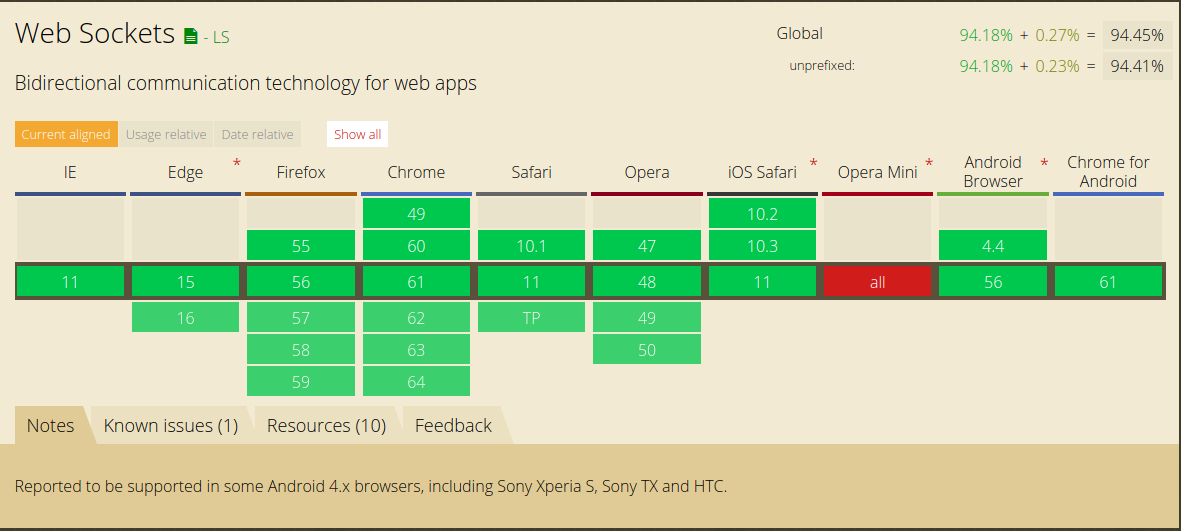 Web Sockets - LS
Global 94.18% + 0.27% = 94.45%
unprefixed: 94.18% + 0.23% = 94.41%
Bidirectional communication technology for web apps
Current aligned Usage relative Date relative Show all
IE Edge * Firefox Chrome Safari Opera iOS Safari * Opera Mini * Android Browser * Chrome for Android
49 10.2
55 60 10.1 47 10.3 4.4
11 15 56 61 11 48 11 all 56 61
16 57 62 TP 49
58 63 50
59 64
Notes Known issues (1) Resources (10) Feedback
Reported to be supported in some Android 4.x browsers, including Sony Xperia S, Sony TX and HTC.